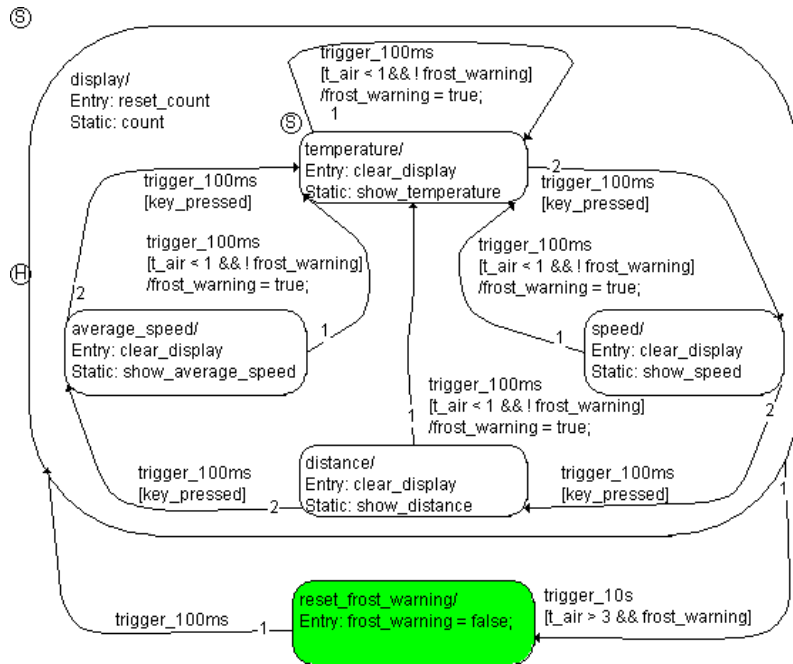 S
trigger_100ms
[t_air < 1&& ! frost_warning]
/frost_warning = true;
1
display/
Entry: reset_count
Static: count
S
temperature/
Entry: clear_display
Static: show_temperature
2
trigger_100ms
[key_pressed]
trigger_100ms
[key_pressed]
trigger_100ms
[t_air < 1 && ! frost_warning]
/frost_warning = true;
trigger_100ms
[t_air < 1 && ! frost_warning]
/frost_warning = true;
H
2
average_speed/
Entry: clear_display
Static: show_average_speed
1
1
speed/
Entry: clear_display
Static: show_speed
trigger_100ms
[t_air < 1 && ! frost_warning]
/frost_warning = true;
1
2
distance/
Entry: clear_display
Static: show_distance
trigger_100ms
[key_pressed]
2
trigger_100ms
[key_pressed]
1
reset_frost_warning/
Entry: frost_warning = false;
trigger_10s
[t_air > 3 && frost_warning]
trigger_100ms
1